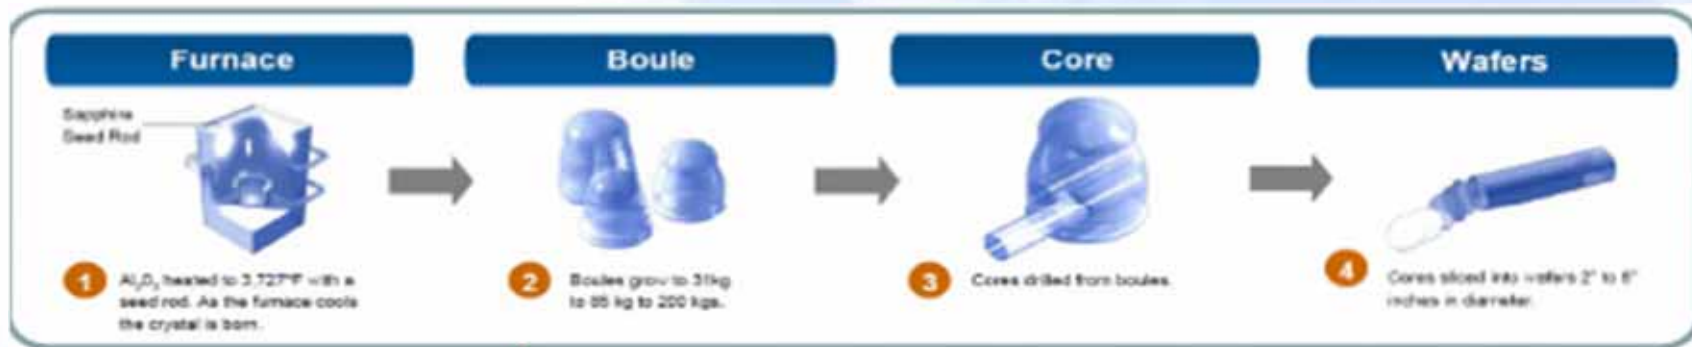 Furnace
Boule
Core
Wafers
Sapphire
Seed Rod
1
Al₂O₃ heated to 3,727°F with a
seed rod. As the furnace cools
the crystal is born.
2
Boules grow to 31kg
to 85 kg to 200 kgs.
3
Cores drilled from boules.
4
Cores sliced into wafers 2" to
inches in diameter.